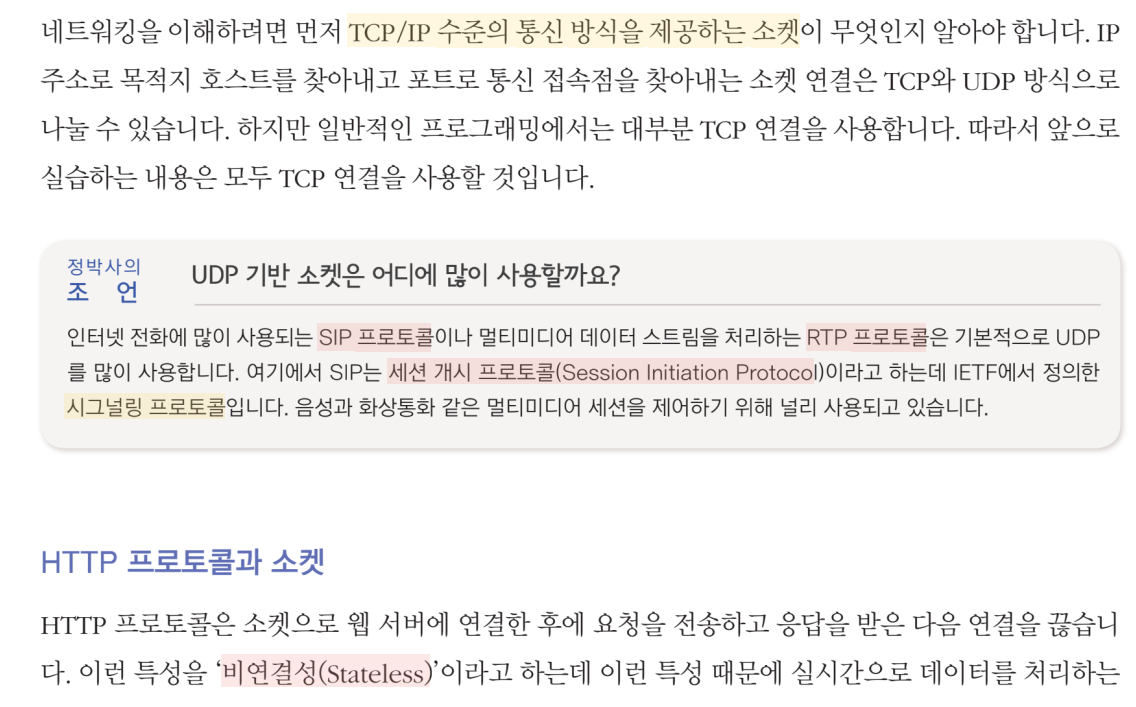 네트워킹을 이해하려면 먼저 TCP/IP 수준의 통신 방식을 제공하는 소켓이 무엇인지 알아야 합니다. IP
주소로 목적지 호스트를 찾아내고 포트로 통신 접속점을 찾아내는 소켓 연결은 TCP와 UDP 방식으로
나눌 수 있습니다. 하지만 일반적인 프로그래밍에서는 대부분 TCP 연결을 사용합니다. 따라서 앞으로
실습하는 내용은 모두 TCP 연결을 사용할 것입니다.
정박사의
조 언
UDP 기반 소켓은 어디에 많이 사용할까요?
인터넷 전화에 많이 사용되는 SIP 프로토콜이나 멀티미디어 데이터 스트림을 처리하는 RTP 프로토콜은 기본적으로 UDP
를 많이 사용합니다. 여기에서 SIP는 세션 개시 프로토콜(Session Initiation Protocol)이라고 하는데 IETF에서 정의한
시그널링 프로토콜입니다. 음성과 화상통화 같은 멀티미디어 세션을 제어하기 위해 널리 사용되고 있습니다.
HTTP 프로토콜과 소켓
HTTP 프로토콜은 소켓으로 웹 서버에 연결한 후에 요청을 전송하고 응답을 받은 다음 연결을 끊습니
다. 이런 특성을 ‘비연결성(Stateless)’이라고 하는데 이런 특성 때문에 실시간으로 데이터를 처리하는